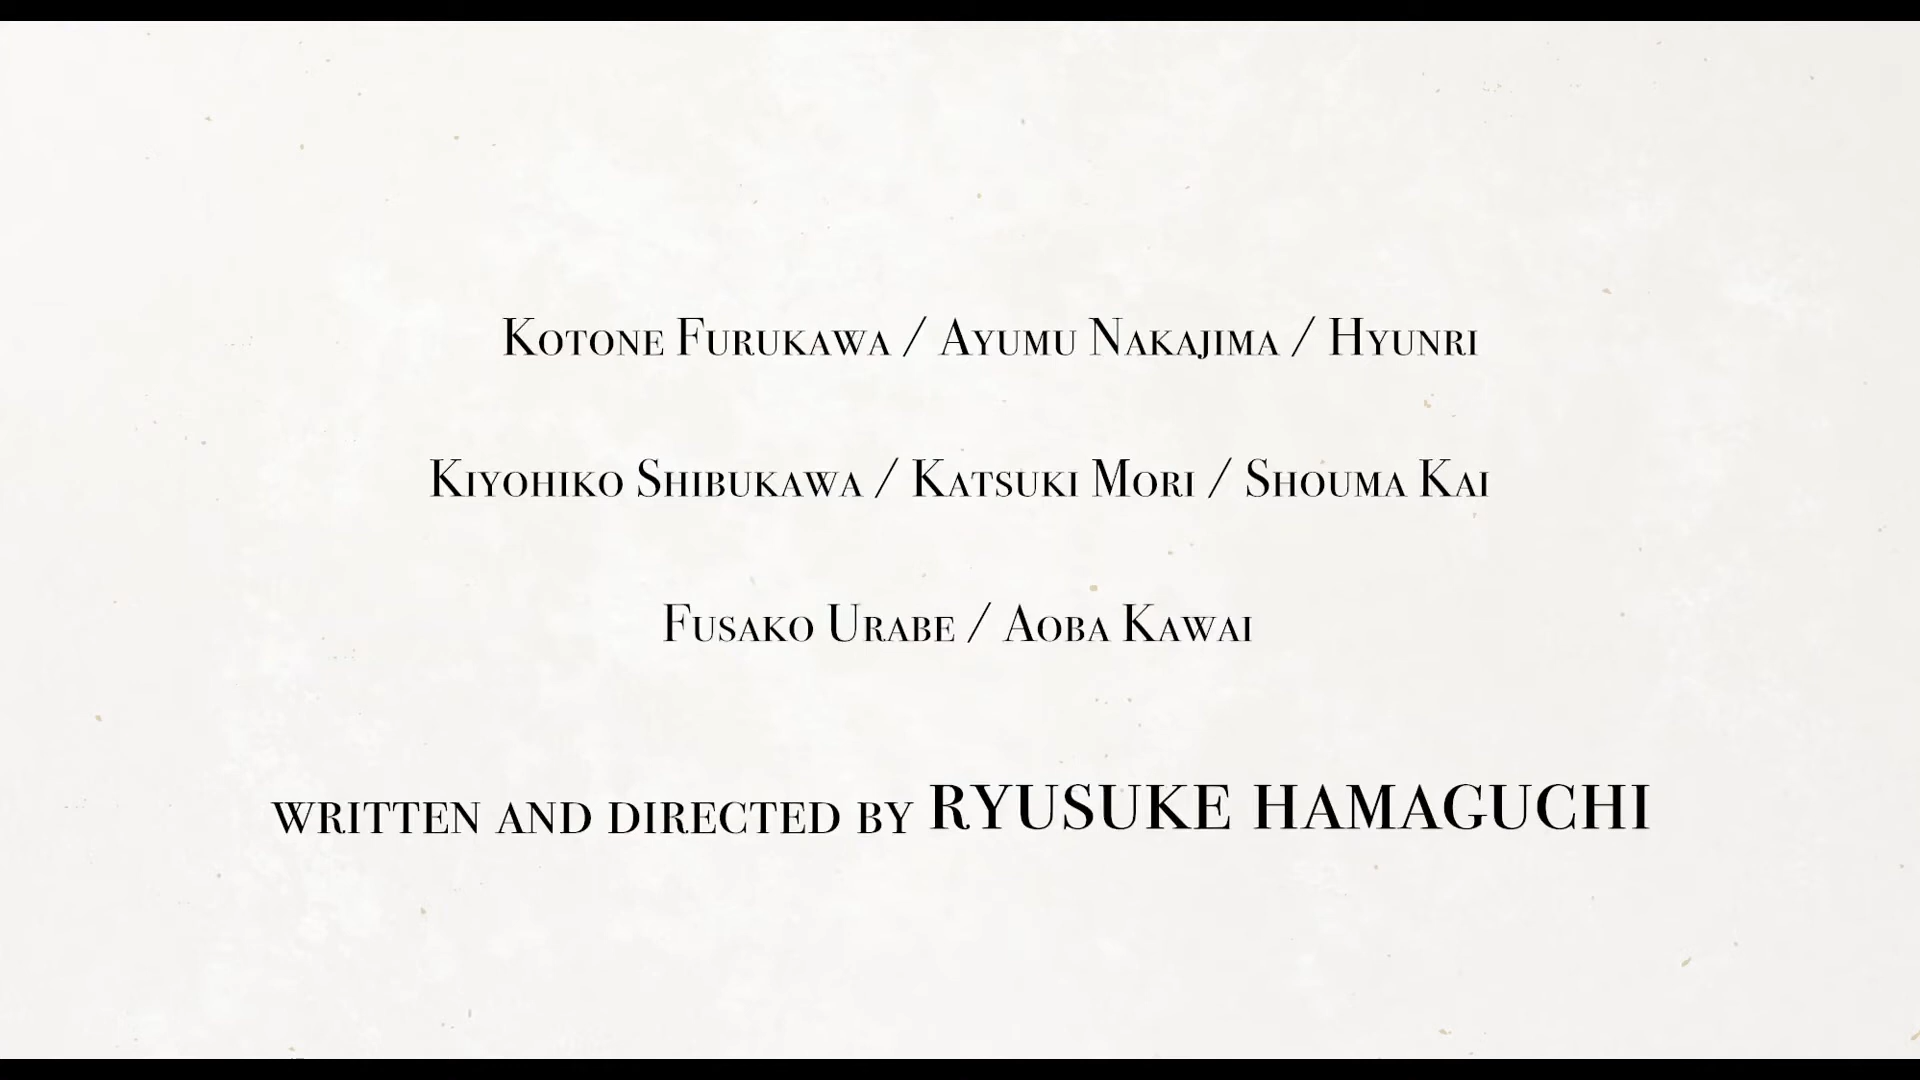 Kotone Furukawa / Ayumu Nakajima / Hyunri
Kiyohiko Shibukawa / Katsuki Mori / Shouma Kai
Fusako Urabe / Aoba Kawai
written and directed by RYUSUKE HAMAGUCHI